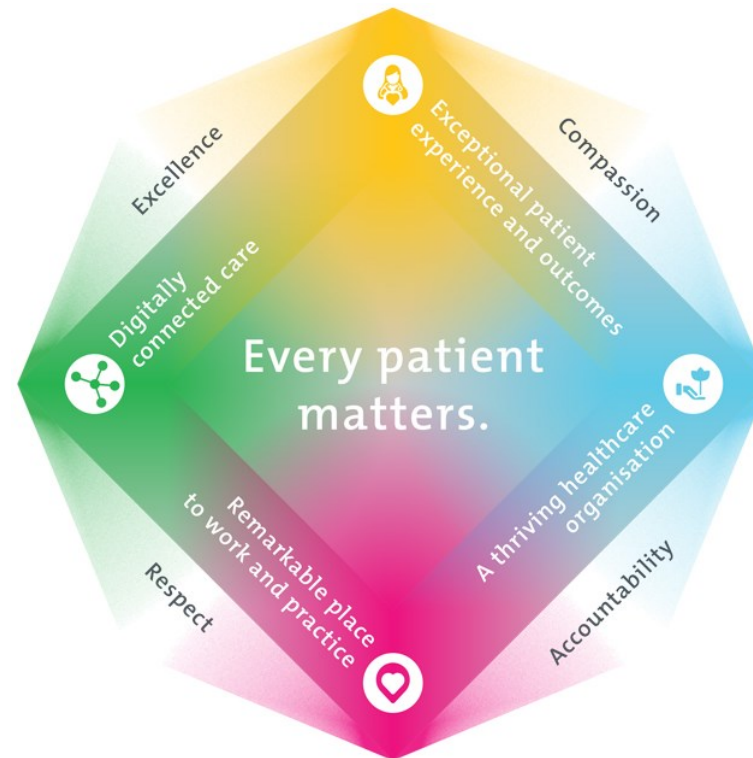 Excellence
Compassion
Exceptional patient
experience and outcomes
Digitally
connected care
Every patient
matters.
A thriving healthcare
organisation
Remarkable place
to work and practice
Respect
Accountability